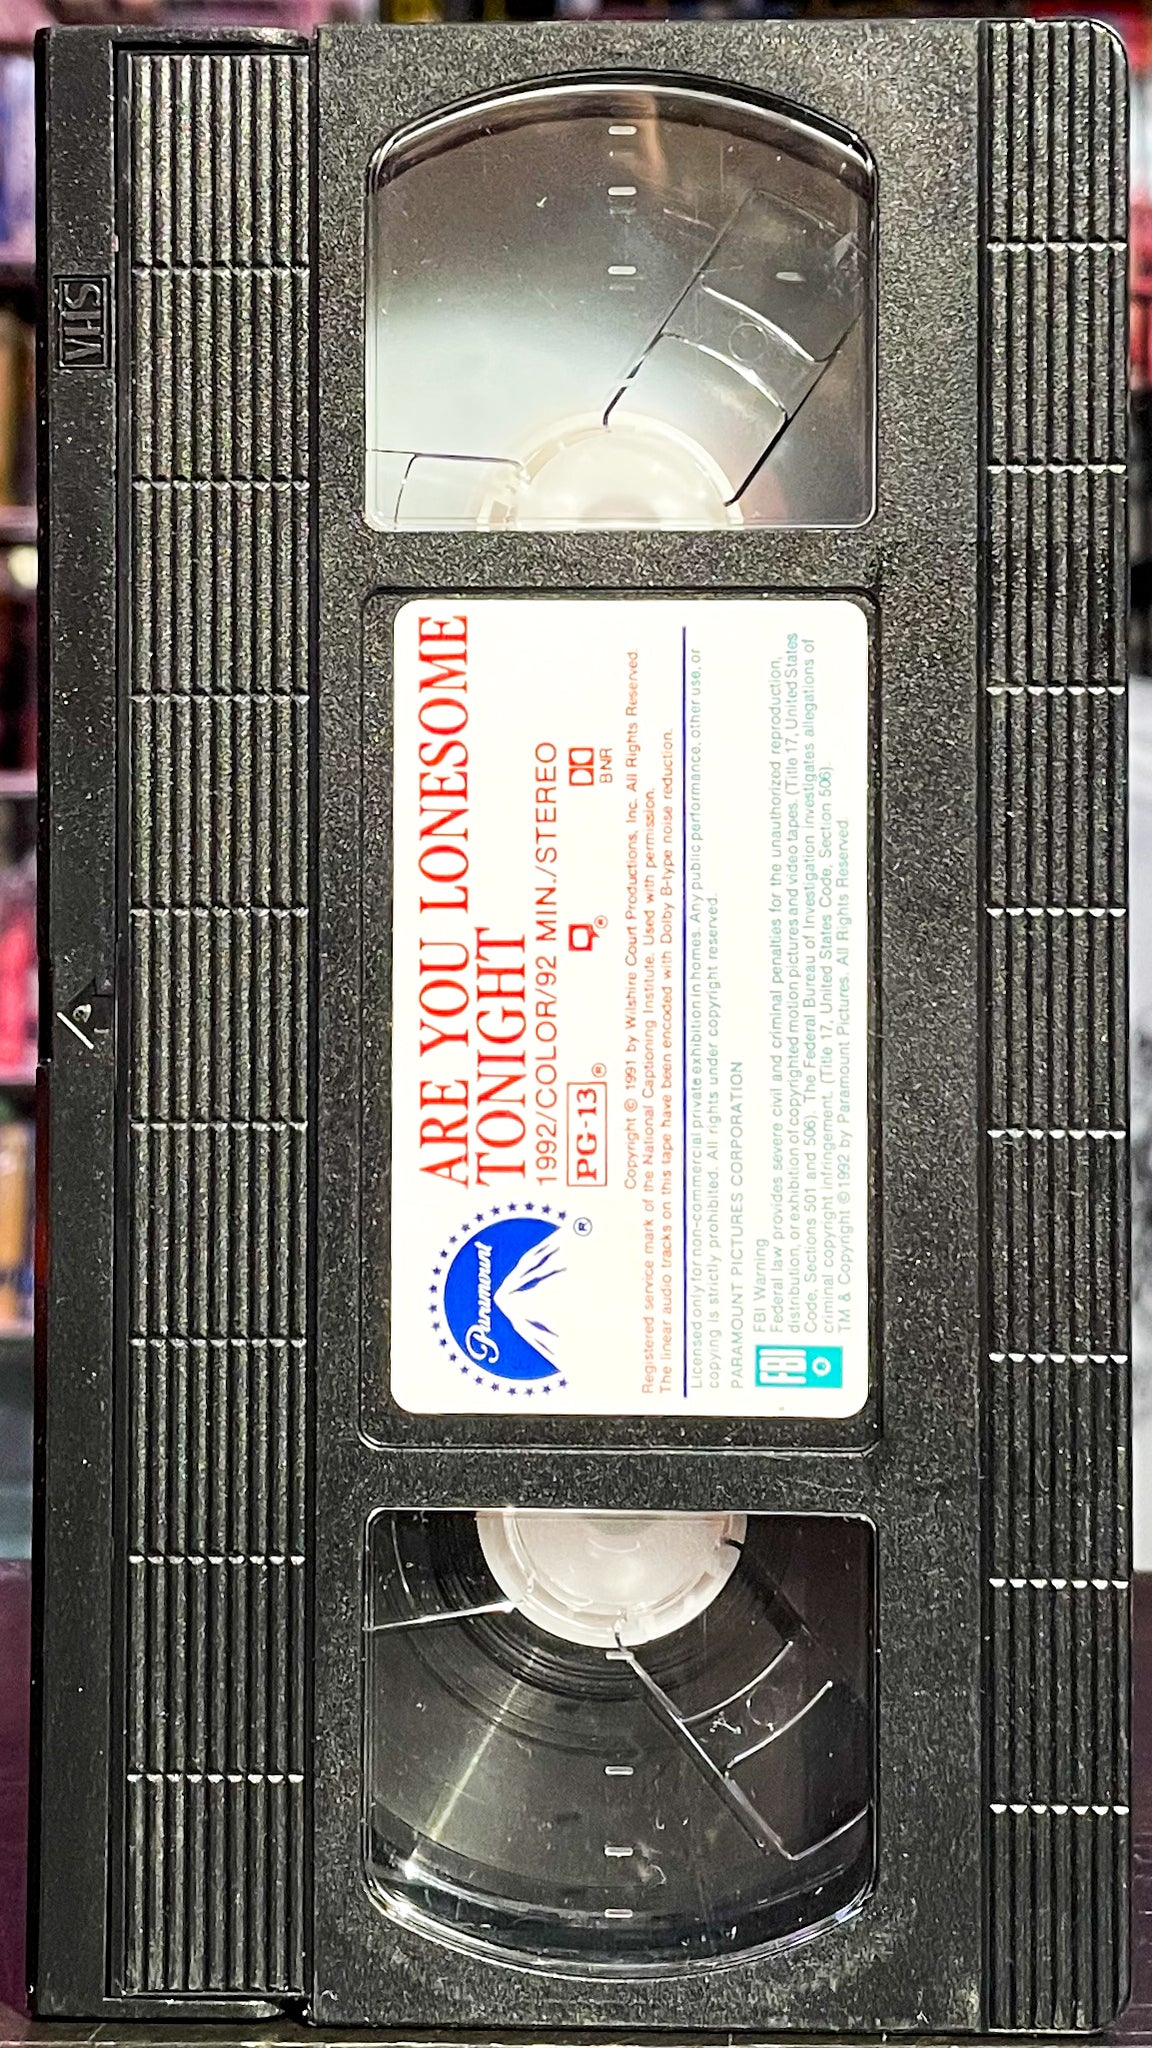 VHS
ARE YOU LONESOME
TONIGHT
1992/COLOR/92 MIN./STEREO
Paramount
®
PG-13 ®
®
BNR
Copyright © 1991 by Wilshire Court Productions, Inc. All Rights Reserved.
Registered service mark of the National Captioning Institute. Used with permission.
The linear audio tracks on this tape have been encoded with Dolby B-type noise reduction.
Licensed only for non-commercial private exhibition in homes. Any public performance, other use, or
copying is strictly prohibited. All rights under copyright reserved.
PARAMOUNT PICTURES CORPORATION
FBI
FBI Warning
Federal law provides severe civil and criminal penalties for the unauthorized reproduction,
distribution, or exhibition of copyrighted motion pictures and video tapes. (Title 17, United States
Code, Sections 501 and 506). The Federal Bureau of Investigation investigates allegations of
criminal copyright infringement. (Title 17, United States Code, Section 506).
TM & Copyright © 1992 by Paramount Pictures. All Rights Reserved.